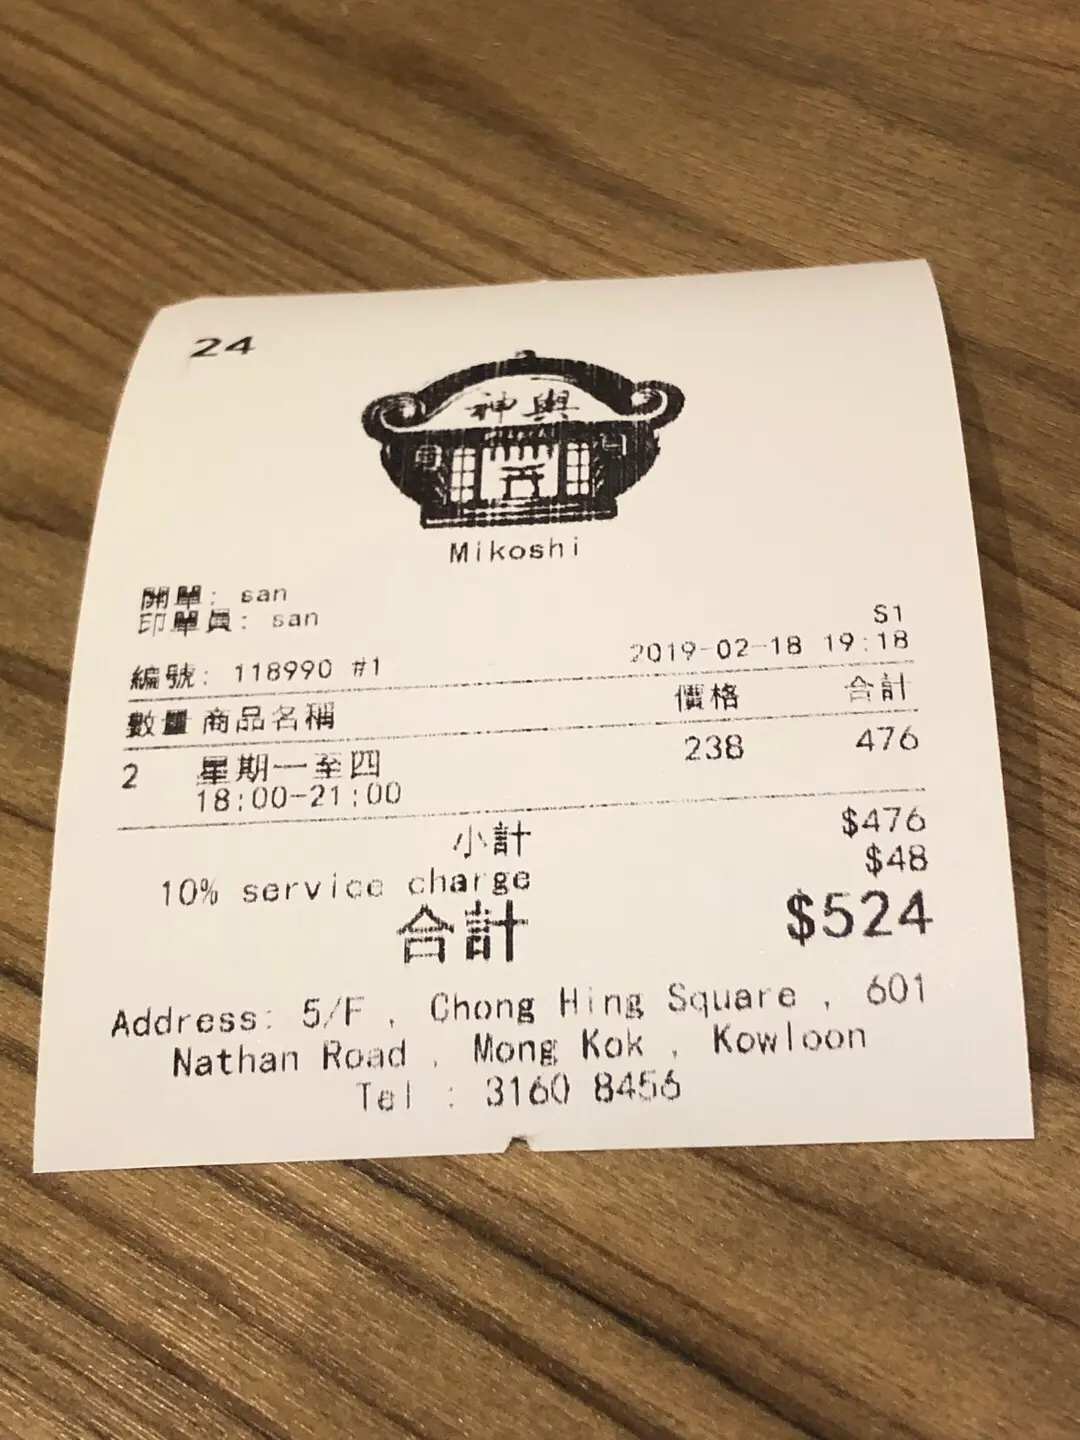 24
神輿
Mikoshi
開單: san
印單員: san
S1
編號: 118990 #1 2019-02-18 19:18
數量 商品名稱 價格 合計
2 星期一至四 238 476
18:00-21:00
小計 $476
10% service charge $48
合計 $524
Address: 5/F , Chong Hing Square , 601
Nathan Road , Mong Kok , Kowloon
Tel : 3160 8456